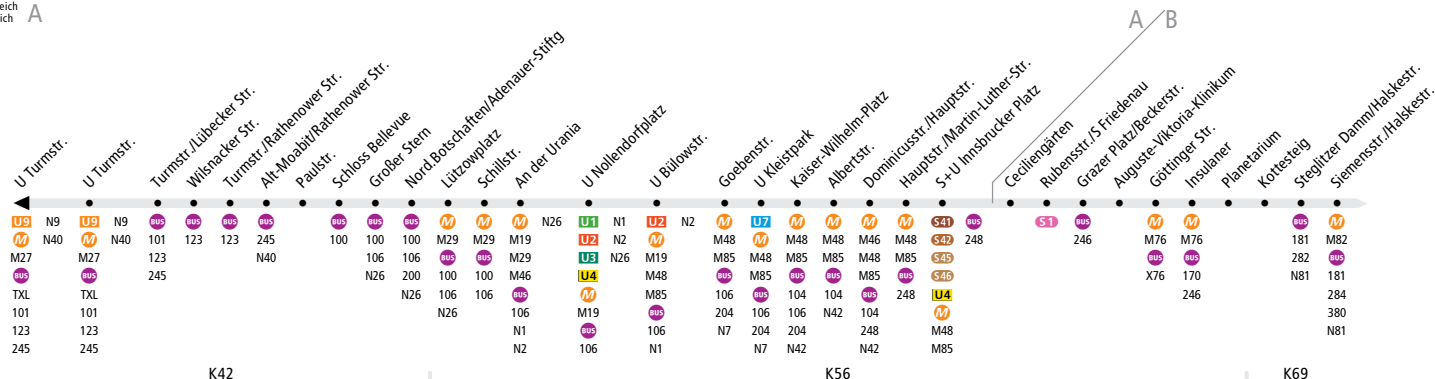 eich
ich
A
A / B
U Turmstr.
U Turmstr.
Turmstr./Lübecker Str.
Wilsnacker Str.
Turmstr./Rathenower Str.
Alt-Moabit/Rathenower Str.
Paulstr.
Schloss Bellevue
Großer Stern
Nord.Botschaften/Adenauer-Stiftg
Lützowplatz
Schillstr.
An der Urania
U Nollendorfplatz
U Bülowstr.
Goebenstr.
U Kleistpark
Kaiser-Wilhelm-Platz
Albertstr.
Dominicusstr./Hauptstr.
Hauptstr./Martin-Luther-Str.
S+U Innsbrucker Platz
Ceciliengärten
Rubensstr./S Friedenau
Grazer Platz/Beckerstr.
Auguste-Viktoria-Klinikum
Göttinger Str.
Insulaner
Planetarium
Kottesteig
Steglitzer Damm/Halskestr.
Siemensstr./Halskestr.
U9 N9 U9 N9 BUS BUS BUS BUS BUS BUS BUS M M M N26 U1 N1 U2 N2 M U7 M M M M S41 BUS S1 BUS M M BUS M
M N40 M N40 101 123 123 245 100 100 100 M29 M29 M19 U2 N2 M M48 M M48 M48 M46 M48 S42 248 246 M76 M76 181 M82
M27 M27 123 N40 106 106 BUS BUS M29 U3 N26 M19 M85 M48 M85 M85 M48 M85 S45 BUS BUS 282 BUS
BUS BUS 245 N26 200 100 100 M46 U4 M48 BUS M85 BUS BUS M85 BUS S46 X76 170 N81 181
TXL TXL N26 106 106 BUS M M85 106 BUS 104 104 BUS 248 U4 246 284
101 101 N26 106 M19 BUS 204 106 106 N42 104 M 380
123 123 N1 BUS 106 N7 204 204 248 M48 N81
245 245 N2 106 N1 N7 N42 N42 M85
K42 K56 K69